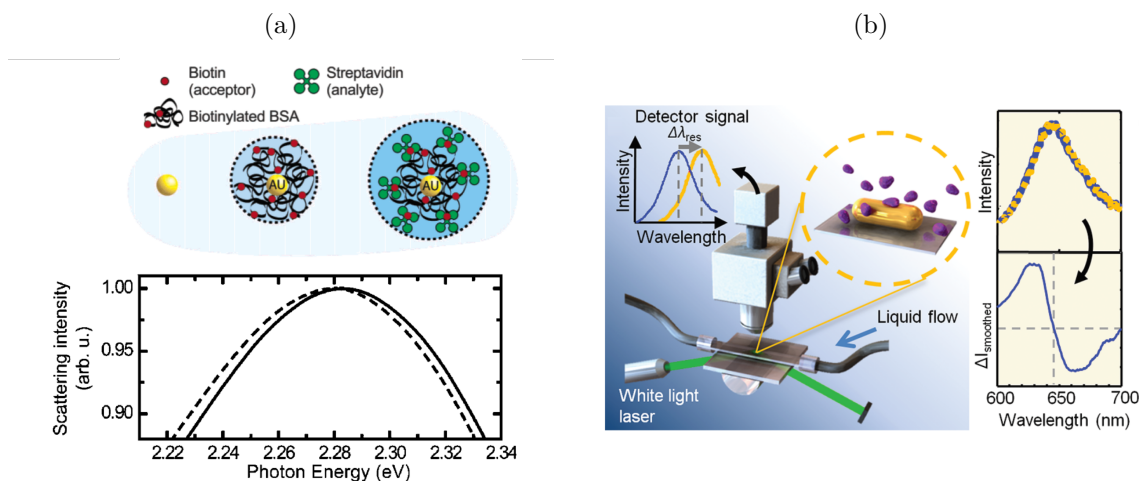 (a)
Biotin
(acceptor)
Streptavidin
(analyte)
Biotinylated BSA
AU
AU
Scattering intensity
(arb. u.)
1.00
0.95
0.90
2.22 2.24 2.26 2.28 2.30 2.32 2.34
Photon Energy (eV)
(b)
Detector signal
Δλres
Intensity
Wavelength
Liquid flow
White light
laser
Intensity
ΔIsmoothed
600 650 700
Wavelength (nm)